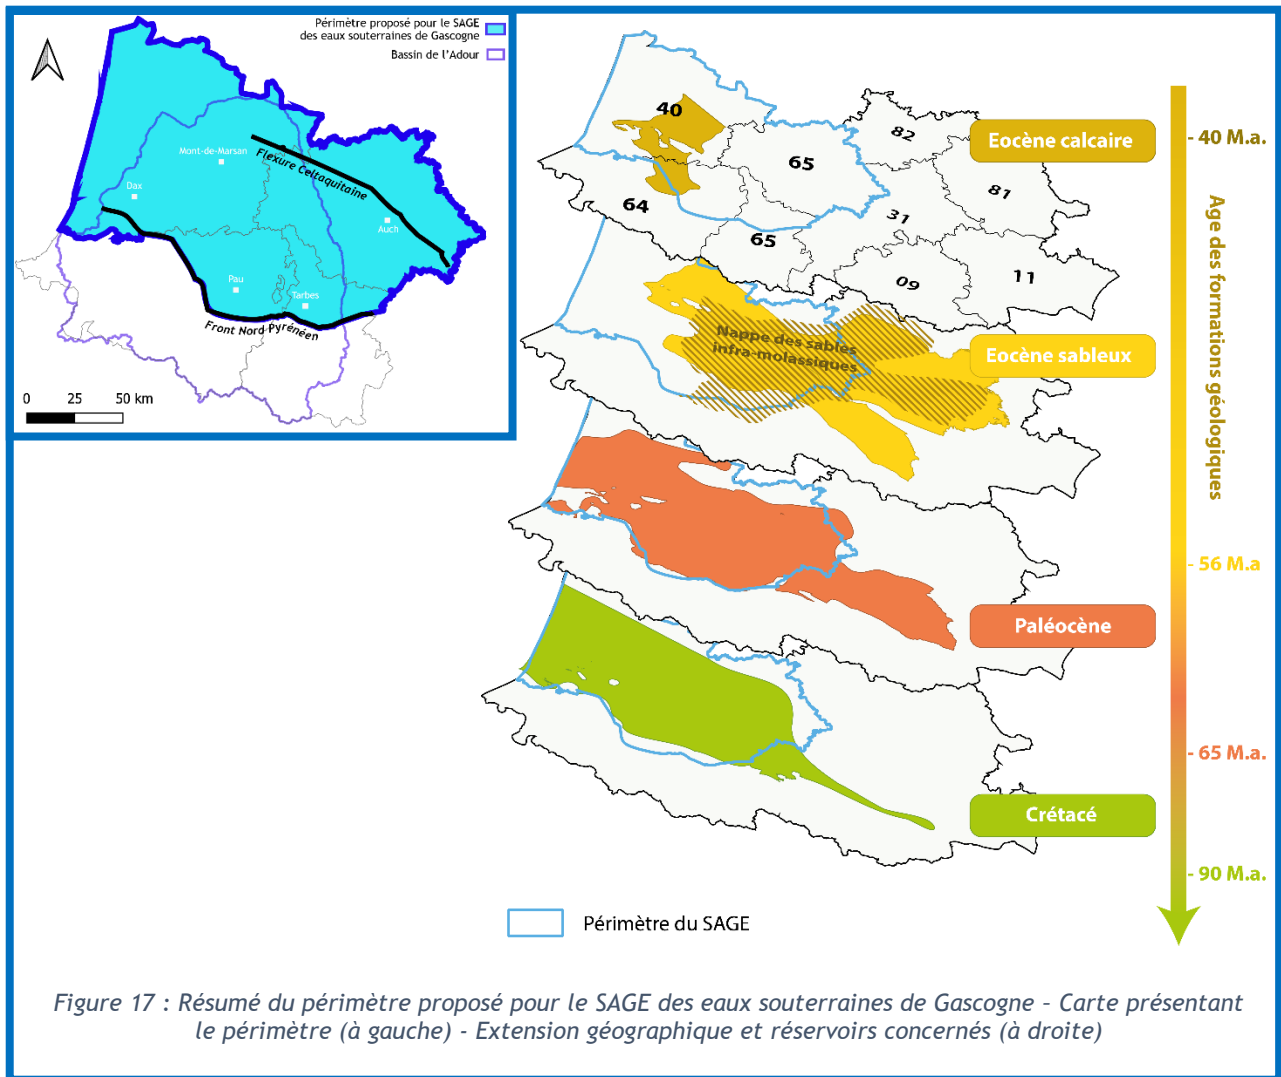 Périmètre proposé pour le SAGE
des eaux souterraines de Gascogne
Bassin de l'Adour
Mont-de-Marsan
Flexure Celtaquitaine
Dax
Auch
Pau
Tarbes
Front Nord-Pyrénéen
0 25 50 km
40
82
65
81
64
31
65
09
11
Eocène calcaire
- 40 M.a.
Age des formations géologiques
Nappe des sables
infra-molassiques
Eocène sableux
- 56 M.a
Paléocène
- 65 M.a.
Crétacé
- 90 M.a.
Périmètre du SAGE
Figure 17 : Résumé du périmètre proposé pour le SAGE des eaux souterraines de Gascogne - Carte présentant
le périmètre (à gauche) - Extension géographique et réservoirs concernés (à droite)